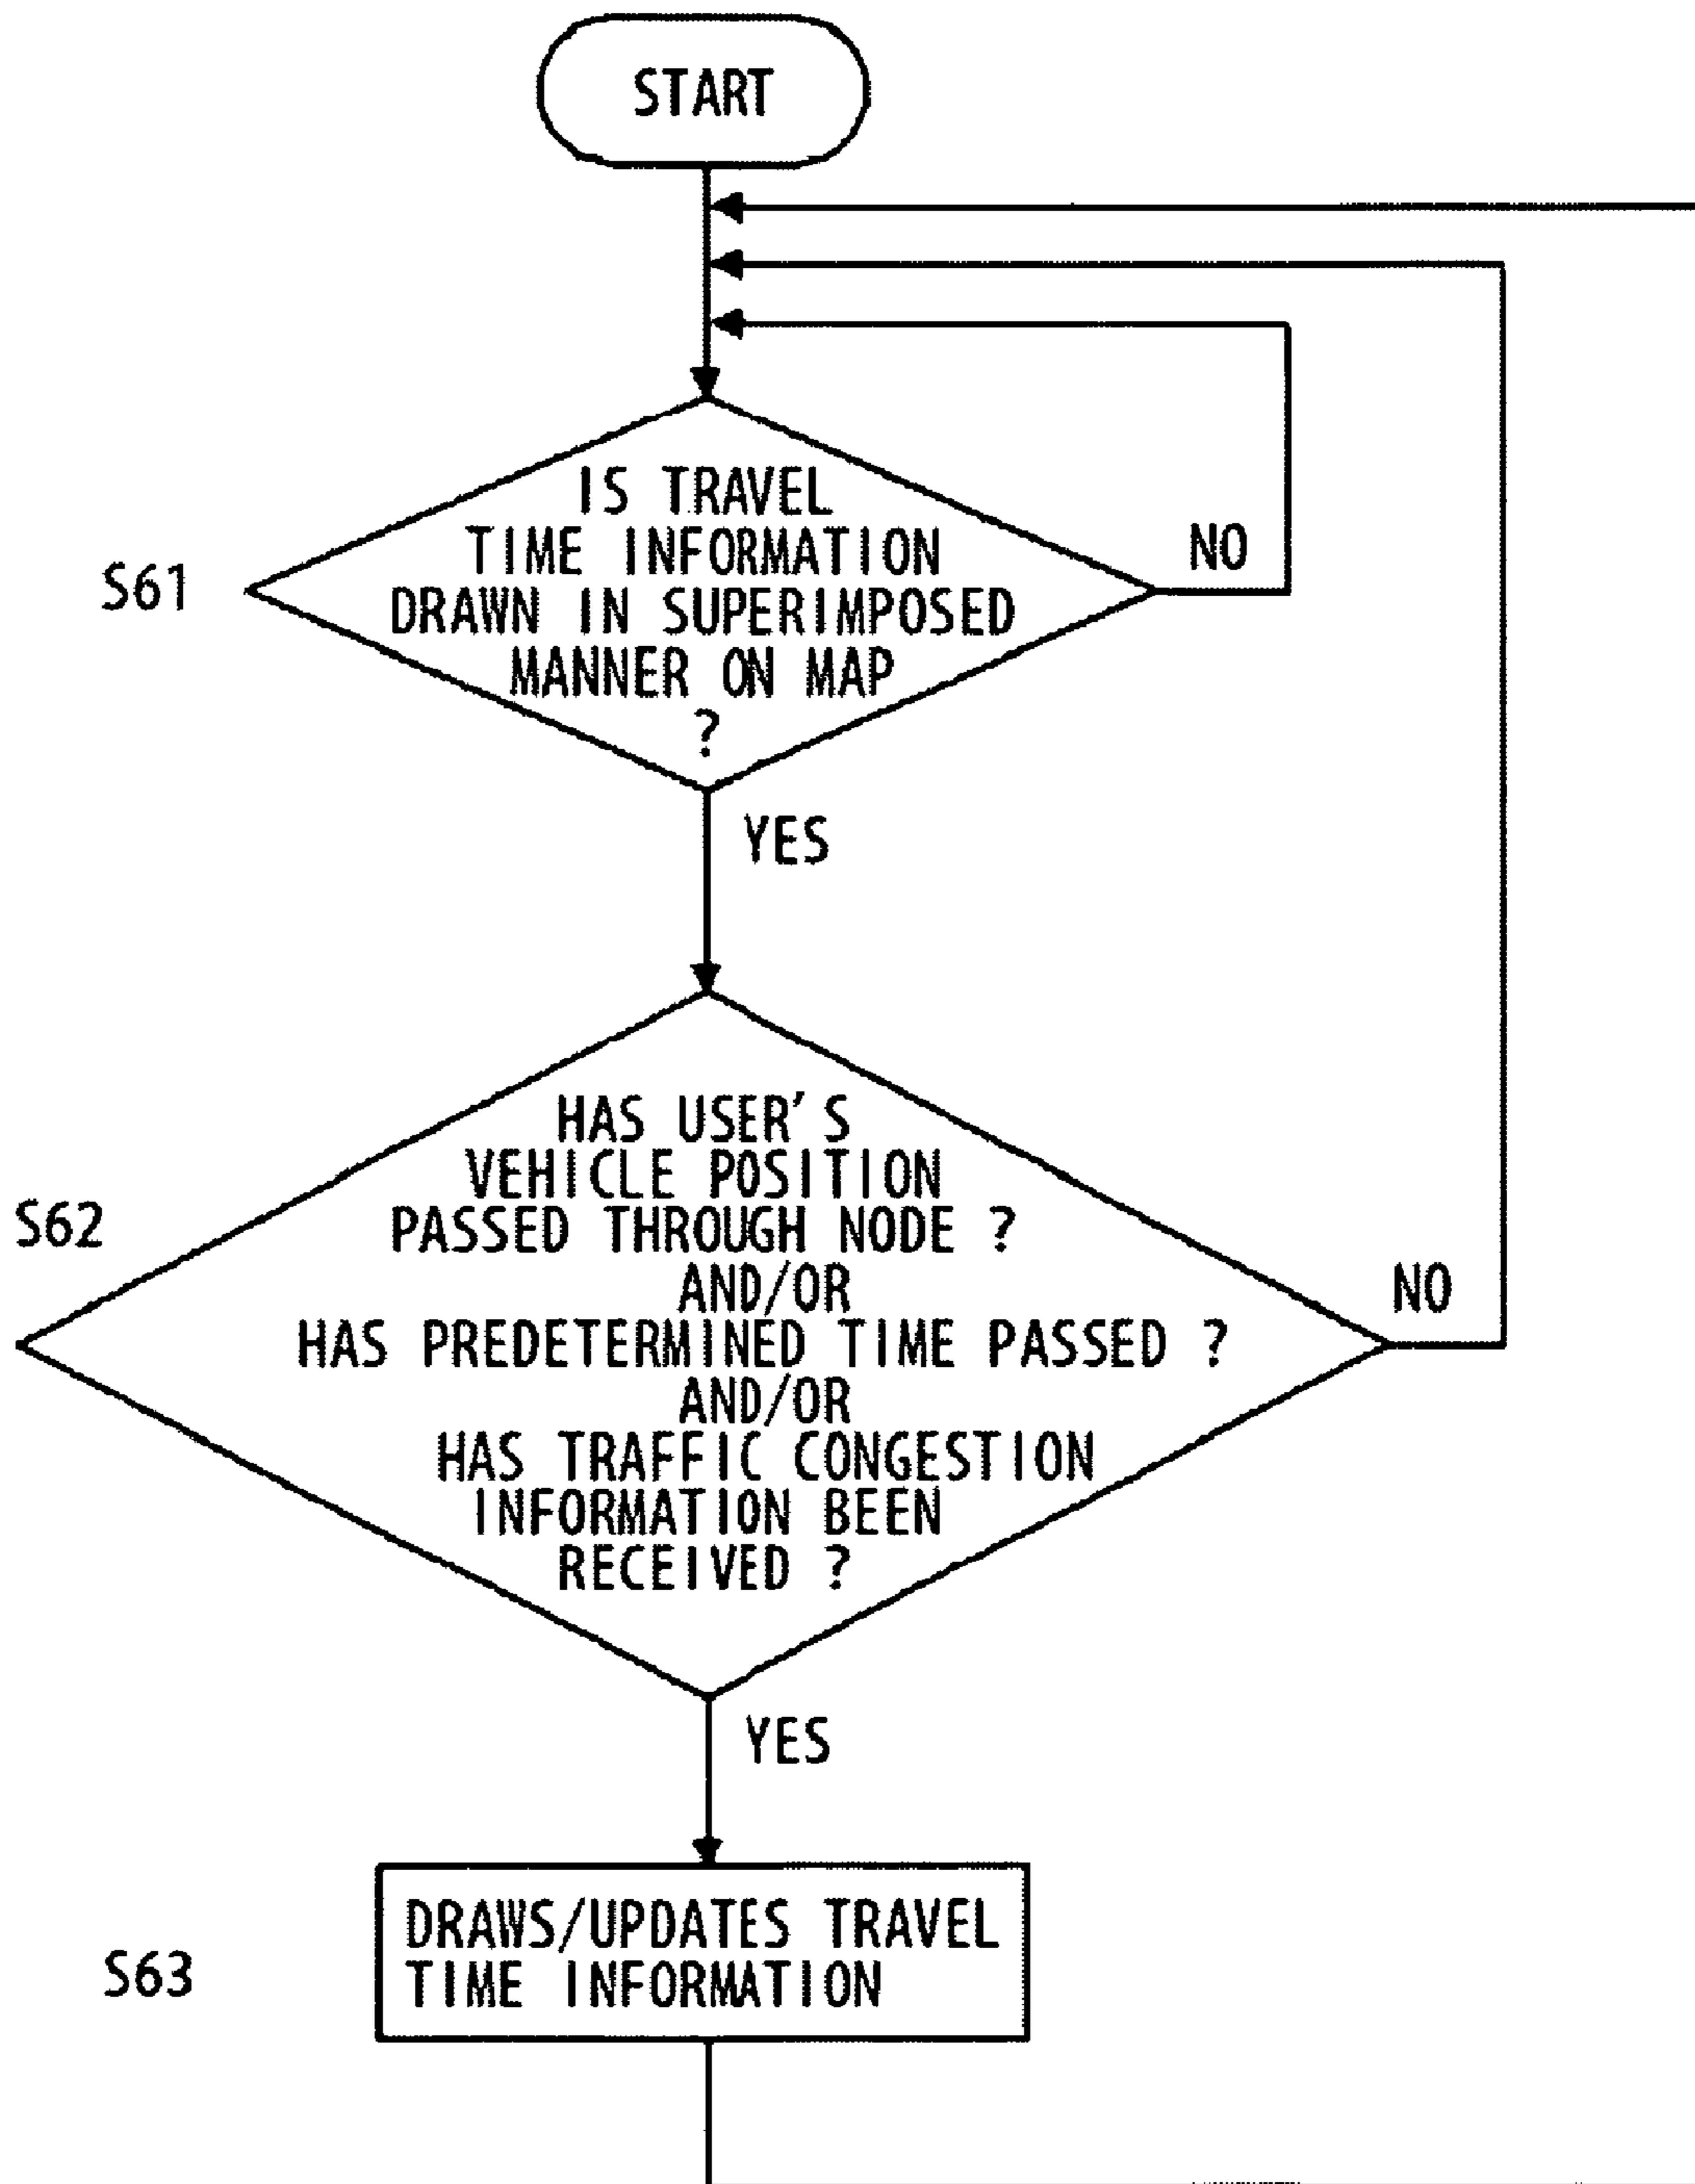 START
IS TRAVEL
TIME INFORMATION
DRAWN IN SUPERIMPOSED
MANNER ON MAP
?
NO
S61
YES
HAS USER'S
VEHICLE POSITION
PASSED THROUGH NODE ?
AND/OR
HAS PREDETERMINED TIME PASSED ?
AND/OR
HAS TRAFFIC CONGESTION
INFORMATION BEEN
RECEIVED ?
S62
NO
YES
DRAWS/UPDATES TRAVEL
TIME INFORMATION
S63